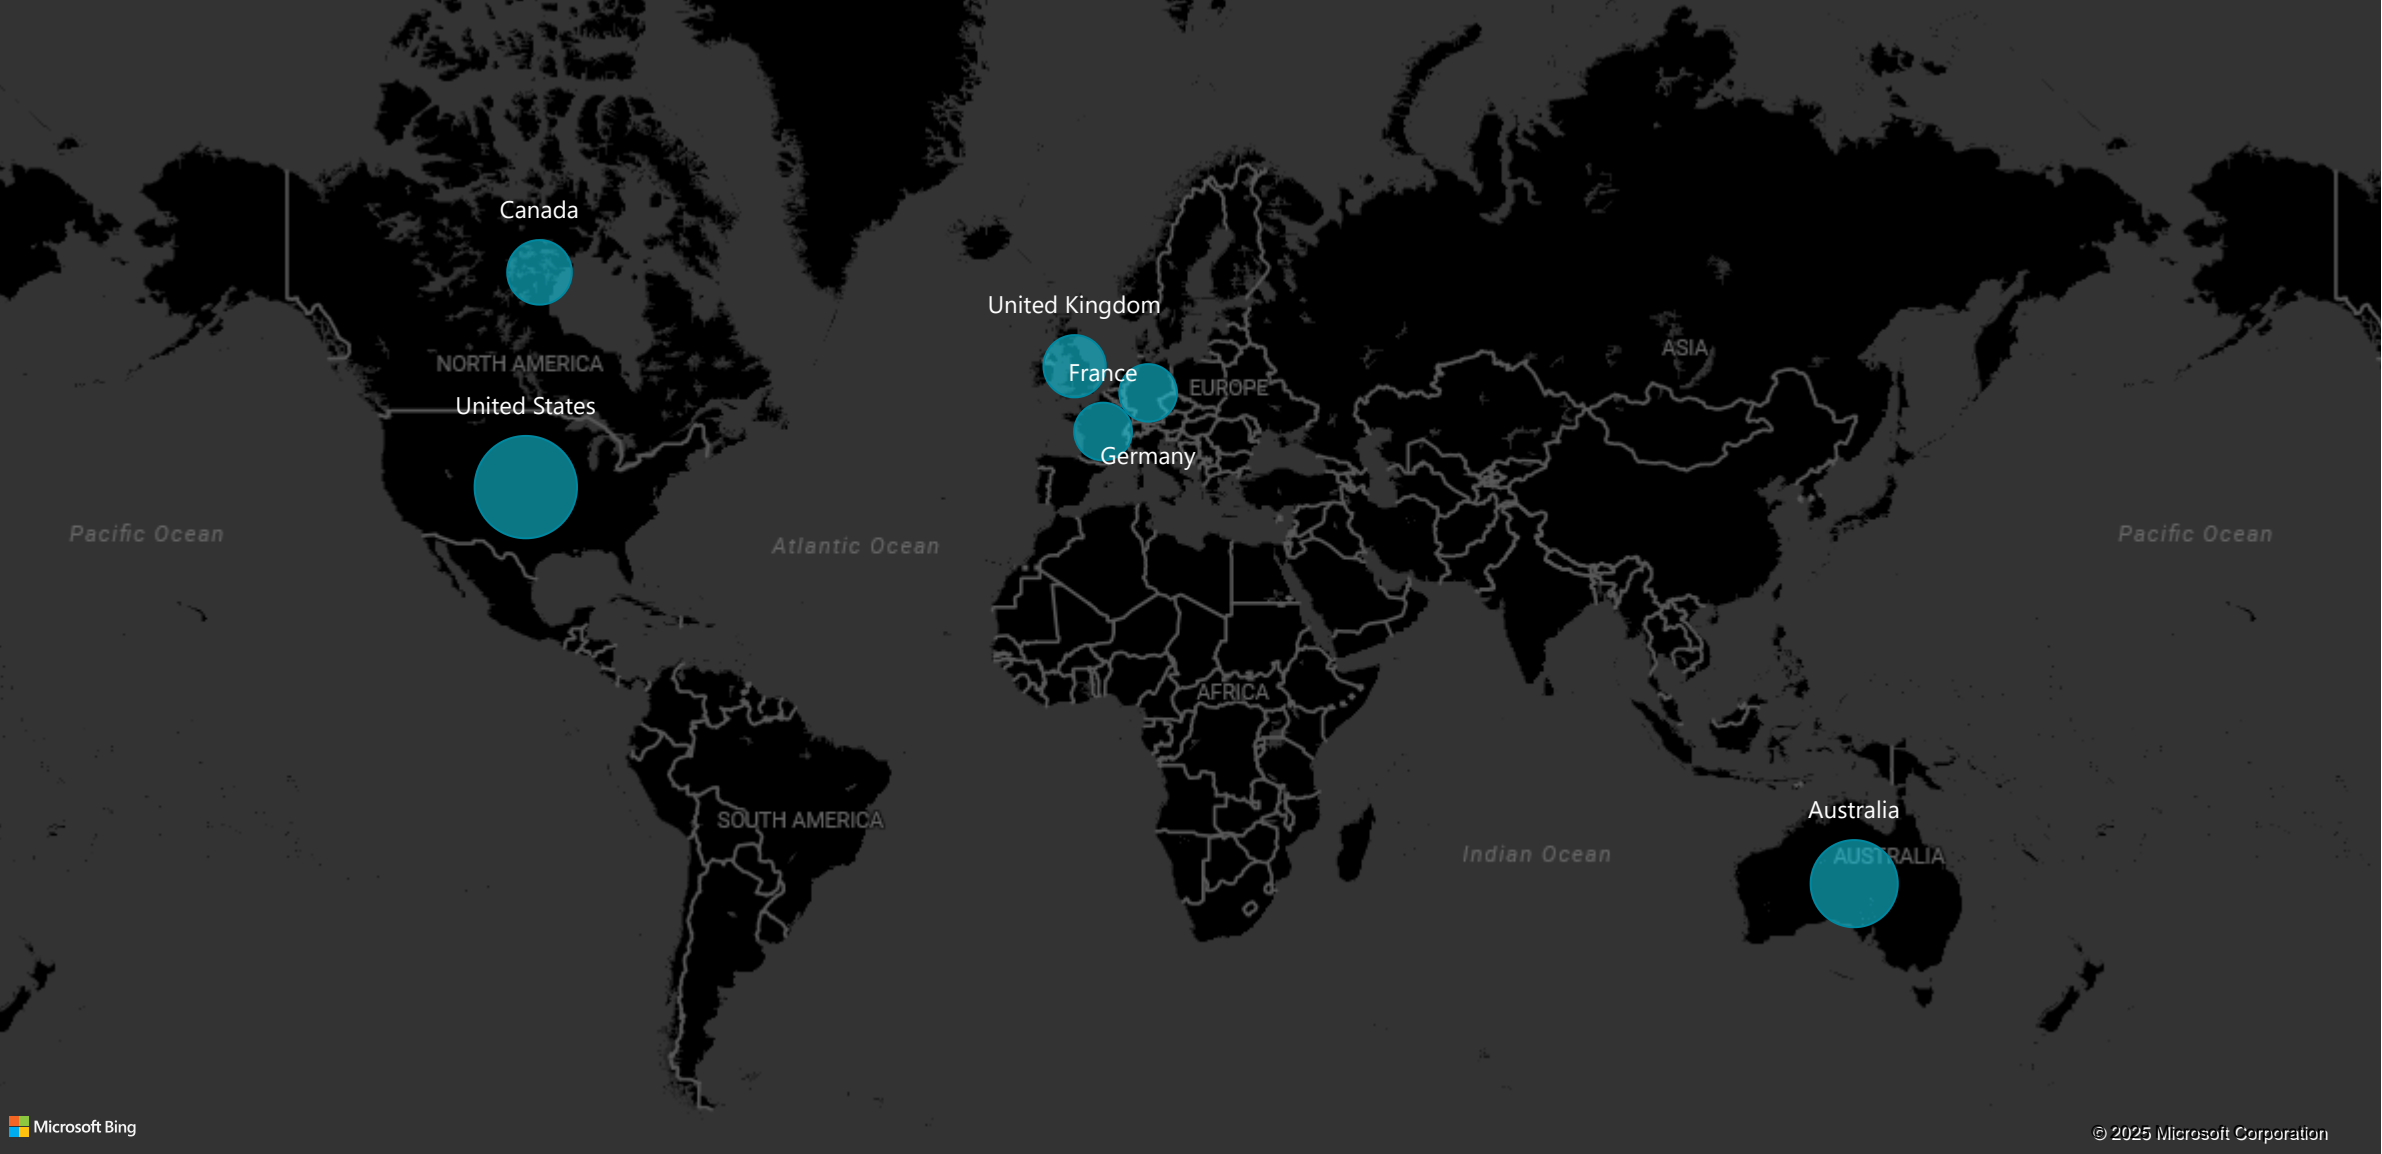 Canada
United Kingdom
NORTH AMERICA
ASIA
France
EUROPE
United States
Germany
Pacific Ocean
Atlantic Ocean
Pacific Ocean
AFRICA
SOUTH AMERICA
Australia
Indian Ocean
AUSTRALIA
Microsoft Bing
© 2025 Microsoft Corporation